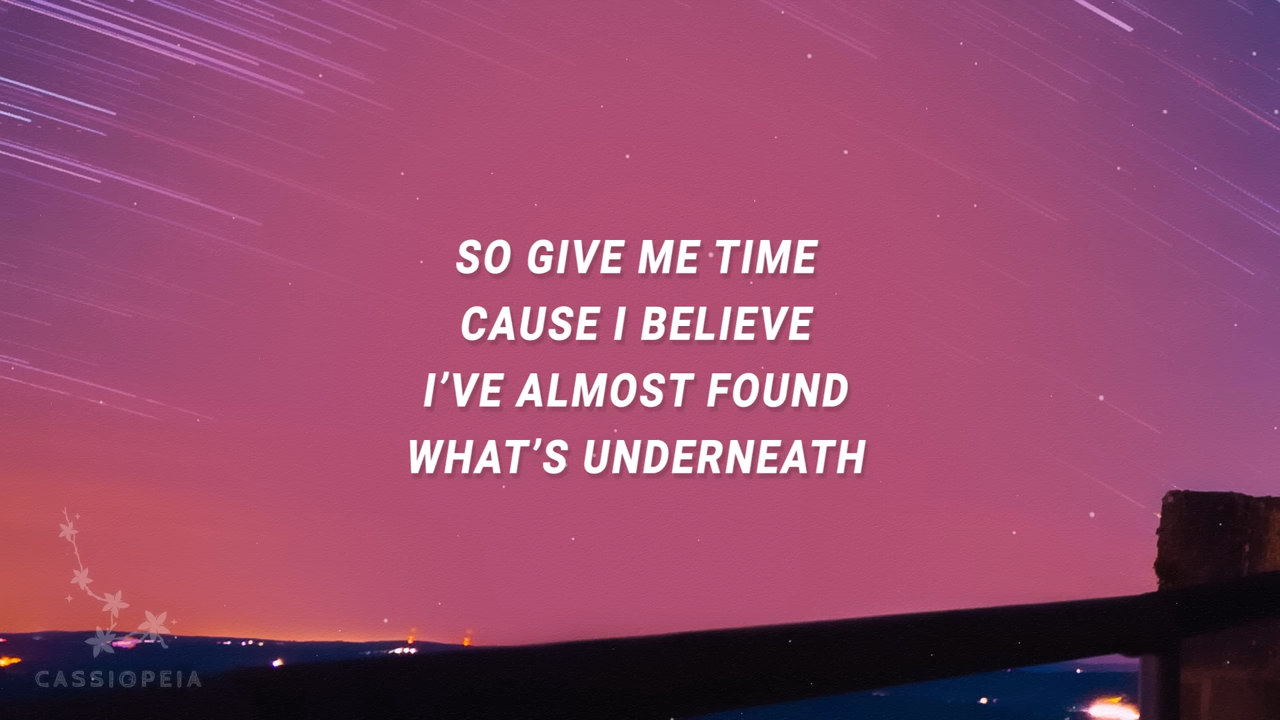 SO GIVE ME TIME
CAUSE I BELIEVE
I’VE ALMOST FOUND
WHAT’S UNDERNEATH
CASSIOPEIA